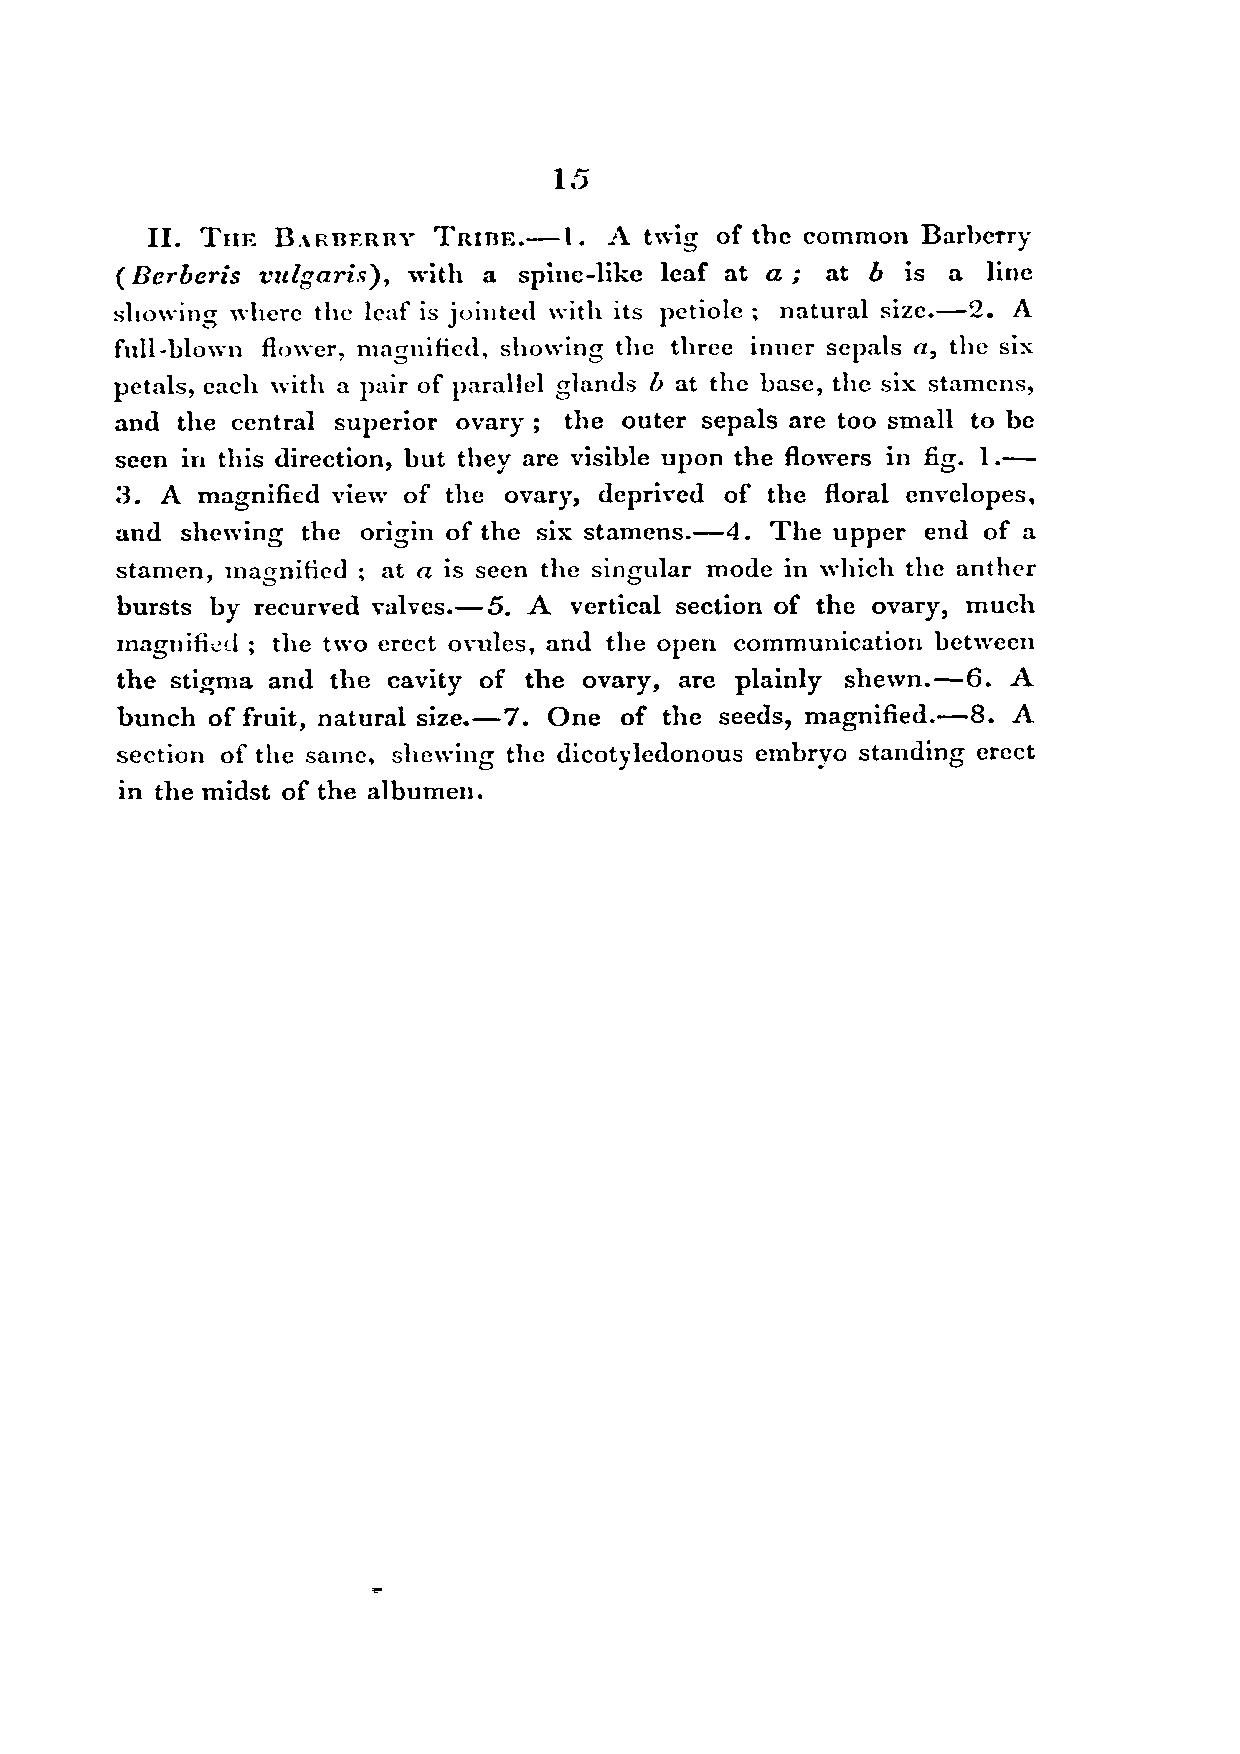 15
II. THE BARBERRY TRIBE.—1. A twig of the common Barberry
(Berberis vulgaris), with a spine-like leaf at a ; at b is a line
showing where the leaf is jointed with its petiole ; natural size.—2. A
full-blown flower, magnified, showing the three inner sepals a, the six
petals, each with a pair of parallel glands b at the base, the six stamens,
and the central superior ovary ; the outer sepals are too small to be
seen in this direction, but they are visible upon the flowers in fig. 1.—
3. A magnified view of the ovary, deprived of the floral envelopes,
and shewing the origin of the six stamens.—4. The upper end of a
stamen, magnified ; at a is seen the singular mode in which the anther
bursts by recurved valves.—5. A vertical section of the ovary, much
magnified ; the two erect ovules, and the open communication between
the stigma and the cavity of the ovary, are plainly shewn.—6. A
bunch of fruit, natural size.—7. One of the seeds, magnified.—8. A
section of the same, shewing the dicotyledonous embryo standing erect
in the midst of the albumen.